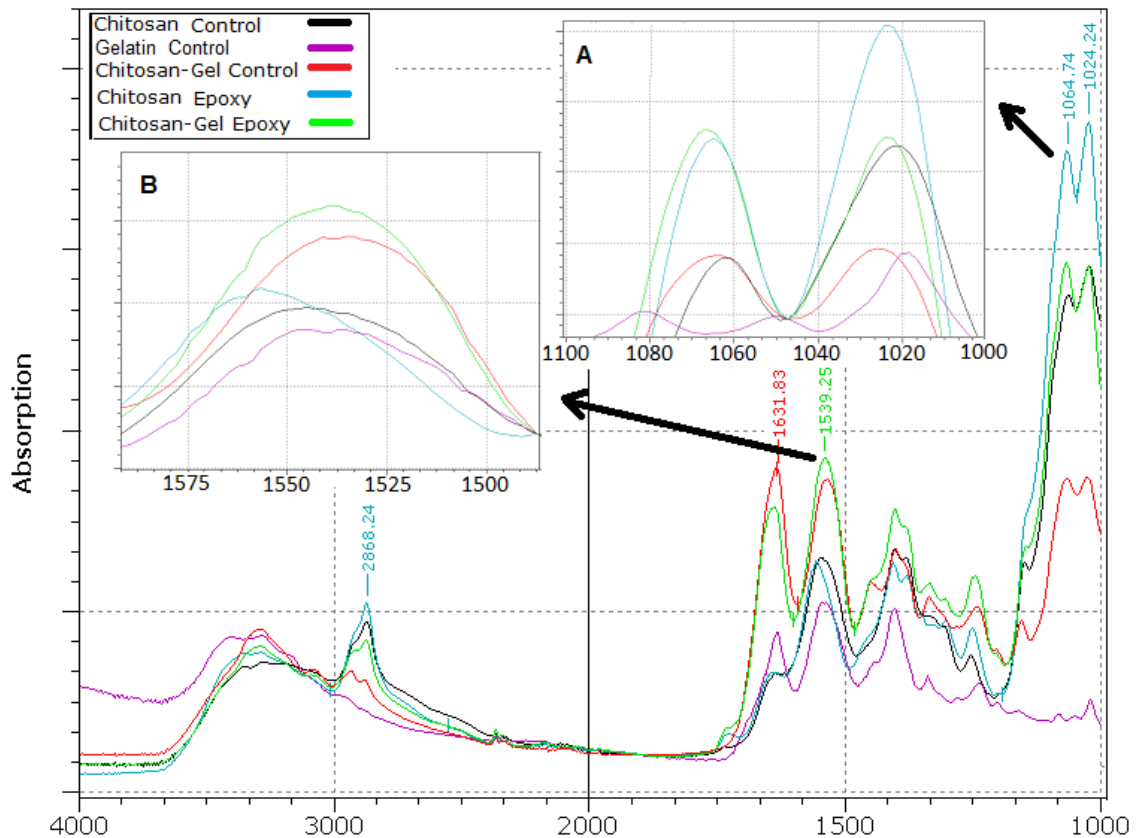 Chitosan Control
Gelatin Control
Chitosan-Gel Control
Chitosan Epoxy
Chitosan-Gel Epoxy
A
1100 1080 1060 1040 1020 1000
1064.74
1024.24
B
1575 1550 1525 1500
1631.83
1539.25
2868.24
Absorption
4000 3000 2000 1500 1000